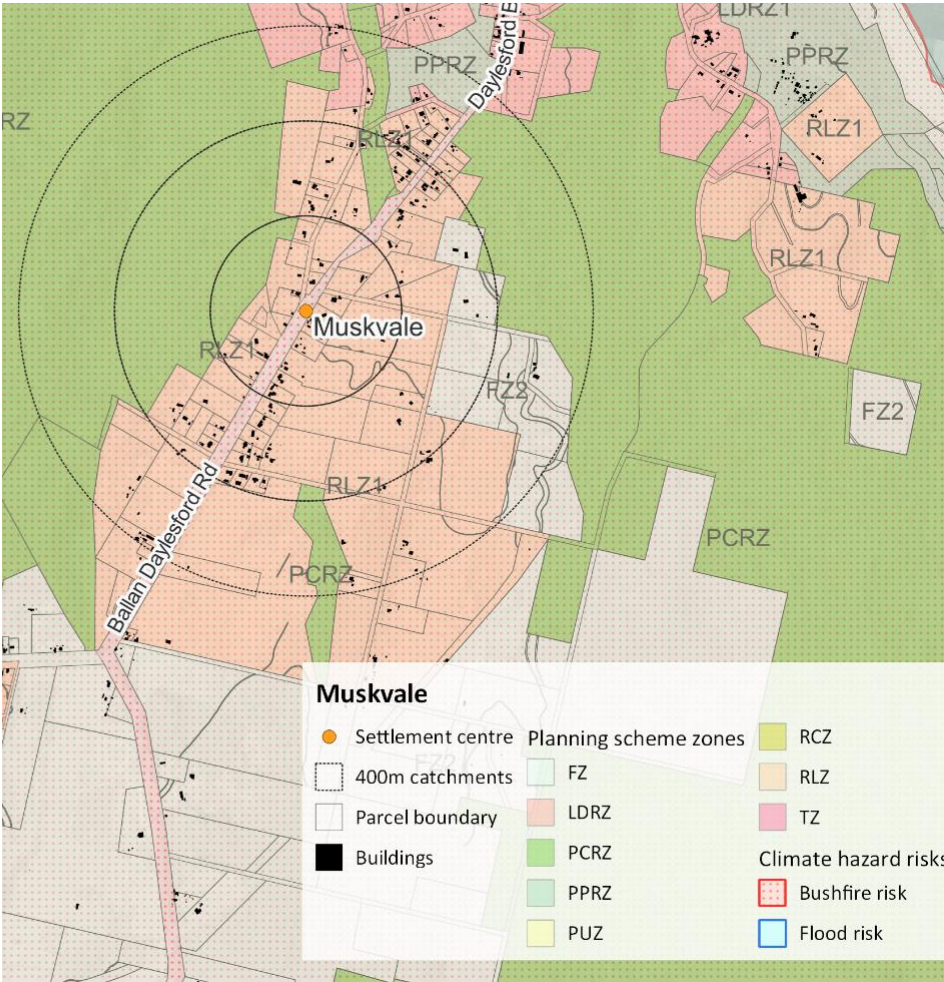 LDRZ1
PPRZ
PPRZ
Daylesford B
RZ
RLZ1
RLZ1
RLZ1
Muskvale
RLZ1
FZ2
FZ2
RLZ1
PCRZ
Ballan Daylesford Rd
PCRZ
FZ2
Muskvale
Settlement centre
400m catchments
Parcel boundary
Buildings
Planning scheme zones
FZ
LDRZ
PCRZ
PPRZ
PUZ
RCZ
RLZ
TZ
Climate hazard risks
Bushfire risk
Flood risk